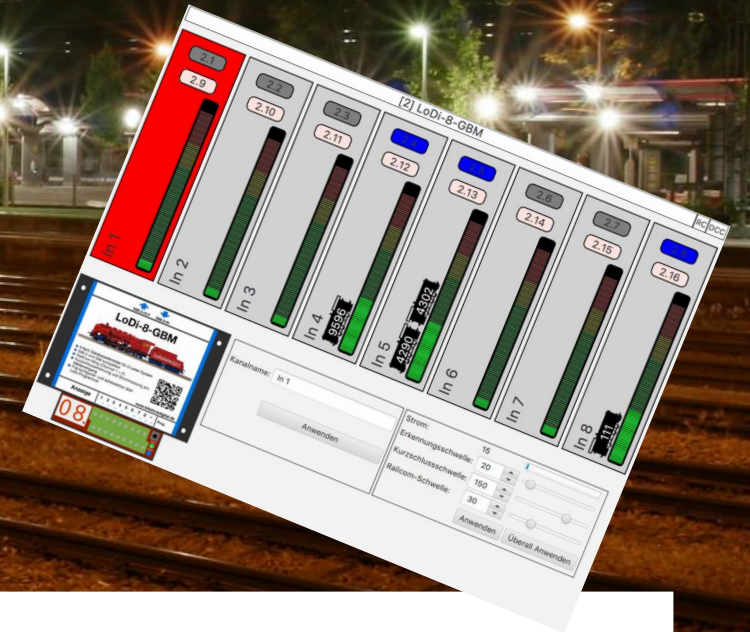 [2] LoDi-8-GBM
RC DCC
2.1
2.9
In 1
2.2
2.10
In 2
2.3
2.11
In 3
2.12
9596
In 4
2.13
4290
4302
In 5
2.6
2.14
In 6
2.7
2.15
In 7
2.16
111
In 8
LoDi-8-GBM
Anzeige
08.
Kanalname: In 1
Anwenden
Strom: 15
Erkennungsschwelle: 20
Kurzschlussschwelle: 150
Railcom-Schwelle: 30
Anwenden Überall Anwenden